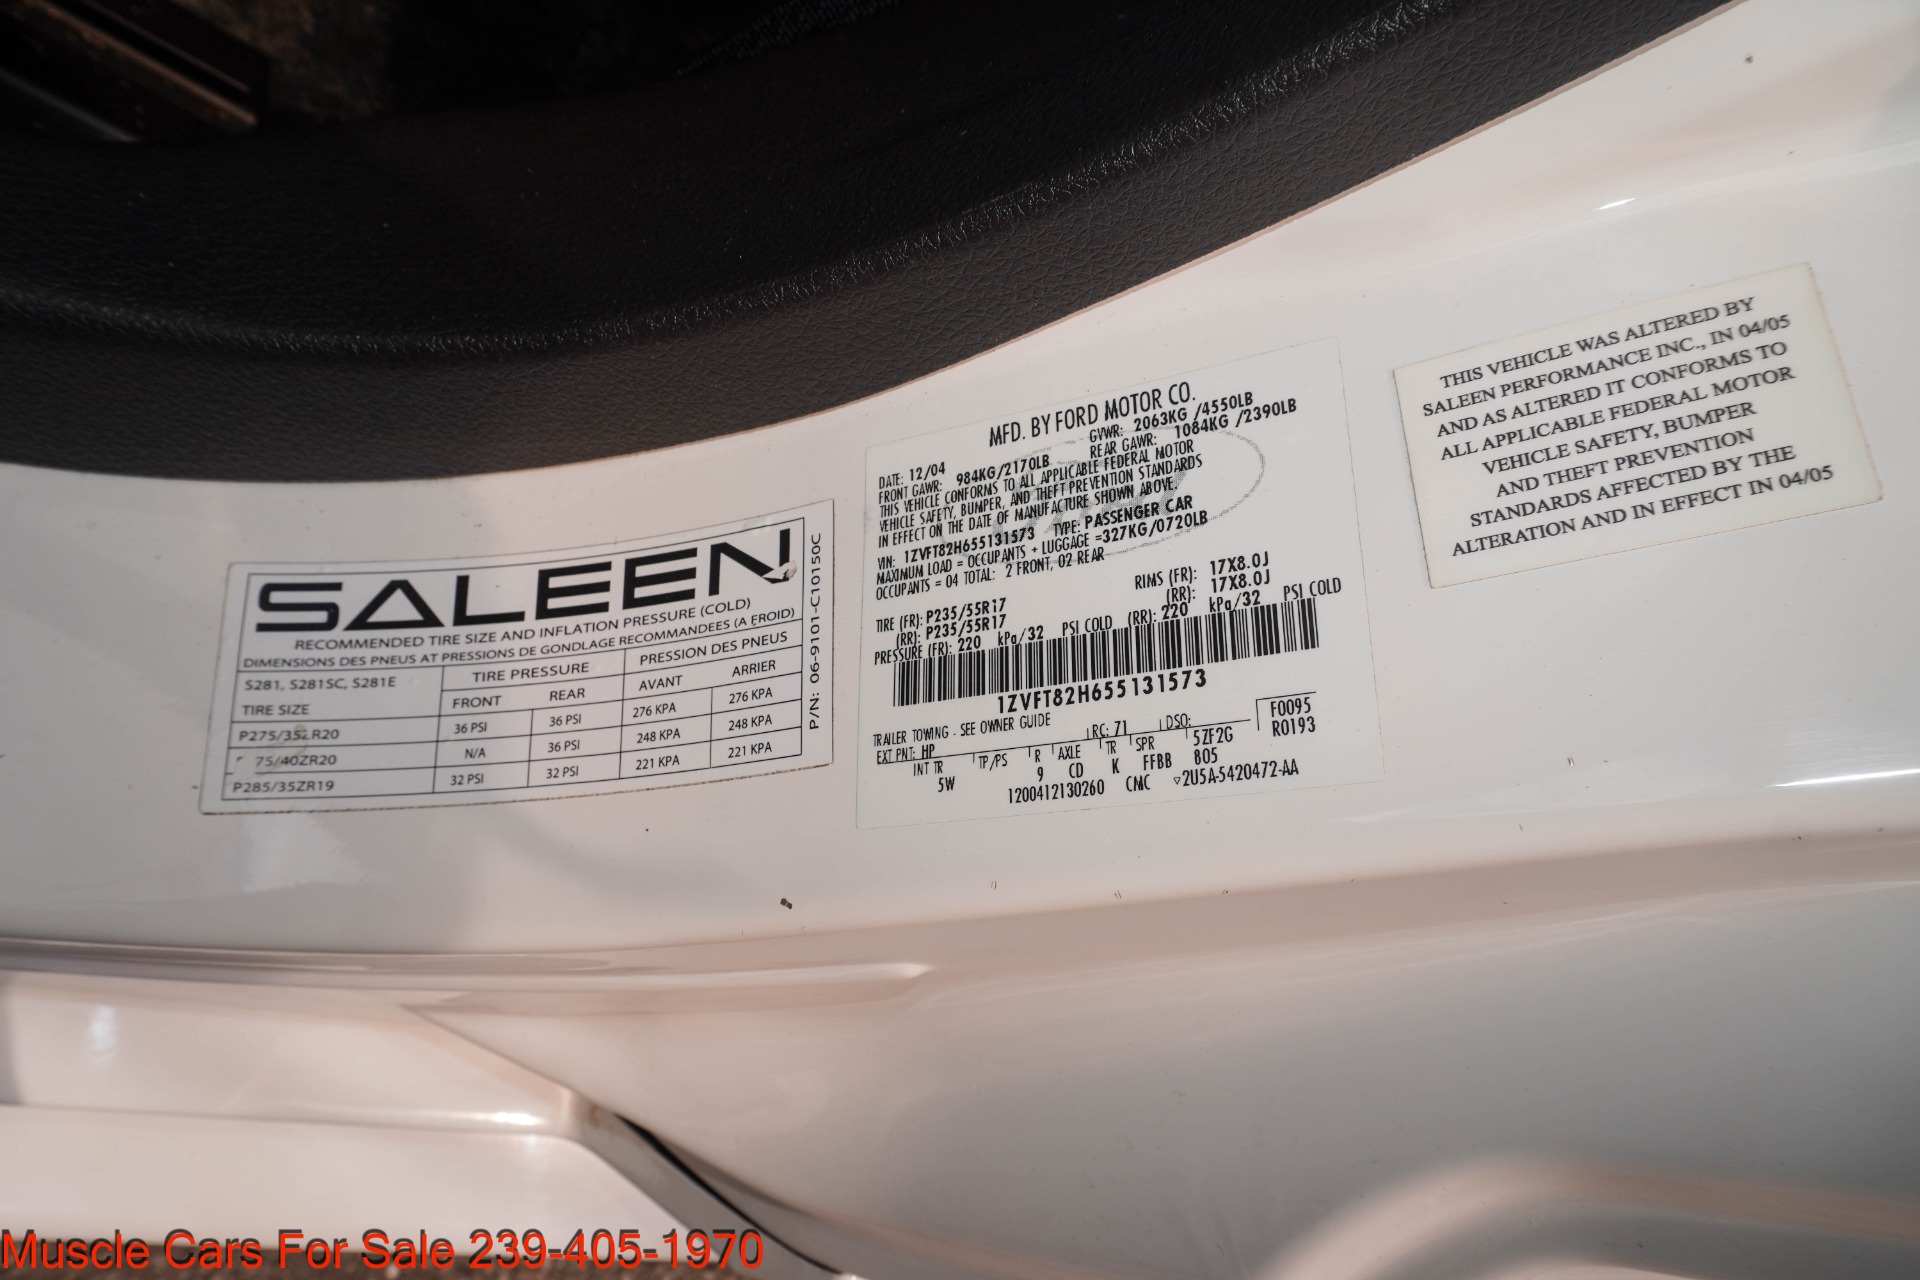 SALEEN
RECOMMENDED TIRE SIZE AND INFLATION PRESSURE (COLD)
DIMENSIONS DES PNEUS AT PRESSIONS DE GONDLAGE RECOMMANDEES (A FROID)
S281, S281SC, S281E TIRE PRESSURE PRESSION DES PNEUS
TIRE SIZE FRONT REAR AVANT ARRIER
P275/35ZR20 36 PSI 36 PSI 276 KPA 276 KPA
75/40ZR20 N/A 36 PSI 248 KPA 248 KPA
P285/35ZR19 32 PSI 32 PSI 221 KPA 221 KPA
P/N: 06-9101-C10150C
MFD. BY FORD MOTOR CO.
DATE: 12/04 GVWR: 2063KG /4550LB
FRONT GAWR: 984KG/2170LB REAR GAWR: 1084KG /2390LB
THIS VEHICLE CONFORMS TO ALL APPLICABLE FEDERAL MOTOR
VEHICLE SAFETY, BUMPER, AND THEFT PREVENTION STANDARDS
IN EFFECT ON THE DATE OF MANUFACTURE SHOWN ABOVE.
VIN: 1ZVFT82H655131573 TYPE: PASSENGER CAR
MAXIMUM LOAD = OCCUPANTS + LUGGAGE =327KG/0720LB
OCCUPANTS = 04 TOTAL: 2 FRONT, 02 REAR
TIRE (FR): P235/55R17 RIMS (FR): 17X8.0J
(RR): P235/55R17 (RR): 17X8.0J
PRESSURE (FR): 220 kPa/32 PSI COLD (RR): 220 kPa/32 PSI COLD
1ZVFT82H655131573
TRAILER TOWING - SEE OWNER GUIDE F0095
EXT PNT: HP RC: 71 DSO: R0193
INT TR TP/PS R AXLE TR SPR 5ZF2G
5W 9 CD K FFBB 805
1200412130260 CMC ▽2U5A-5420472-AA
THIS VEHICLE WAS ALTERED BY
SALEEN PERFORMANCE INC., IN 04/05
AND AS ALTERED IT CONFORMS TO
ALL APPLICABLE FEDERAL MOTOR
VEHICLE SAFETY, BUMPER
AND THEFT PREVENTION
STANDARDS AFFECTED BY THE
ALTERATION AND IN EFFECT IN 04/05
Muscle Cars For Sale 239-405-1970